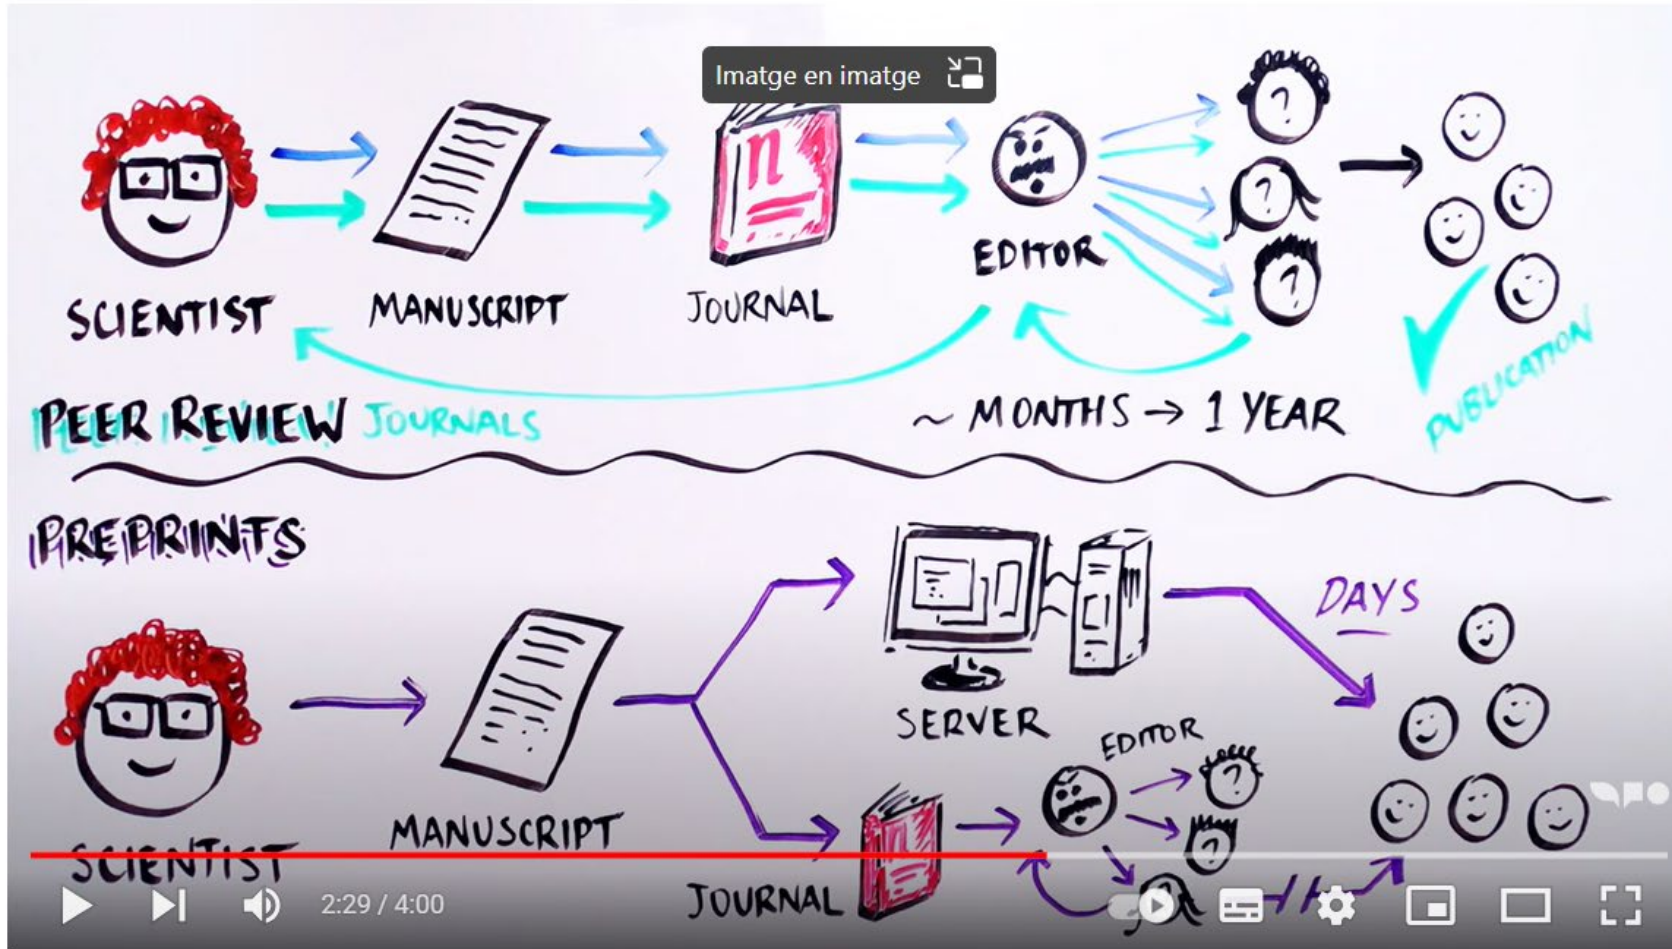 Imatge en imatge
n
? ? ?
EDITOR
SCIENTIST
MANUSCRIPT
JOURNAL
PUBLICATION
PEER REVIEW JOURNALS
~ MONTHS → 1 YEAR
PREPRINTS
DAYS
SERVER
EDITOR
? ?
MANUSCRIPT
SCIENTIST
n
JOURNAL
2:29 / 4:00